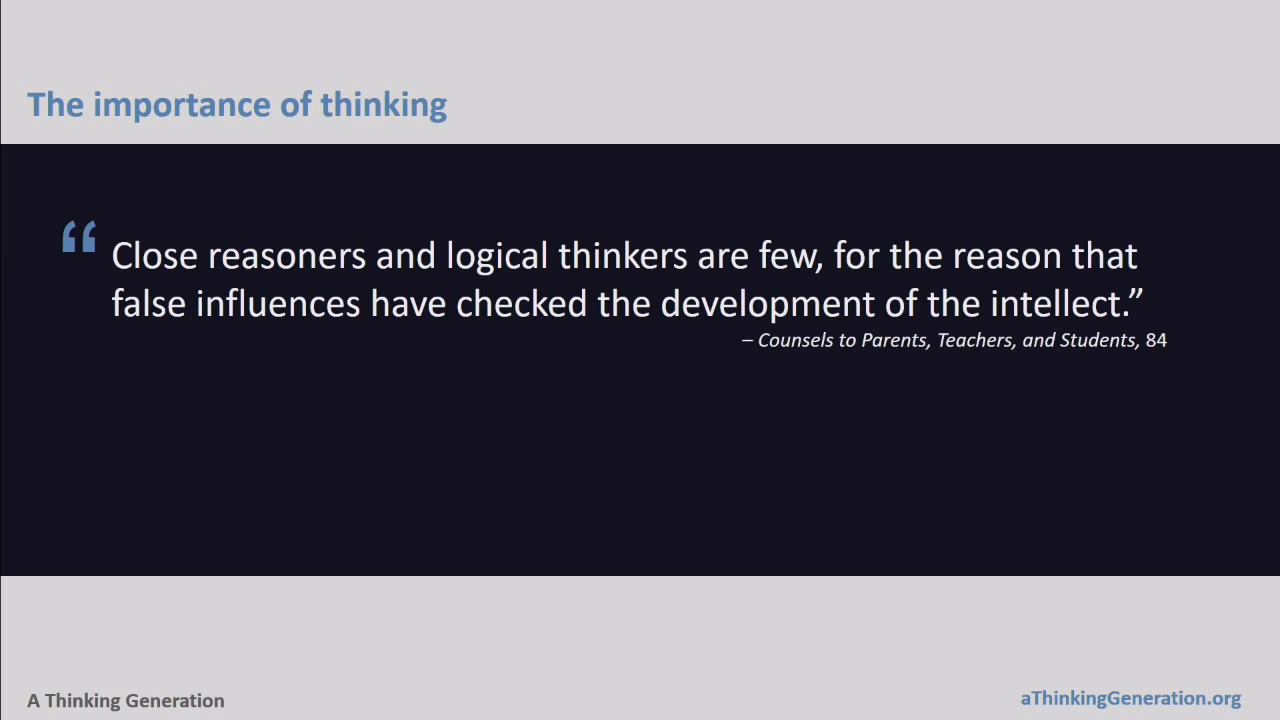 The importance of thinking
“Close reasoners and logical thinkers are few, for the reason that
false influences have checked the development of the intellect.”
– Counsels to Parents, Teachers, and Students, 84
A Thinking Generation
aThinkingGeneration.org